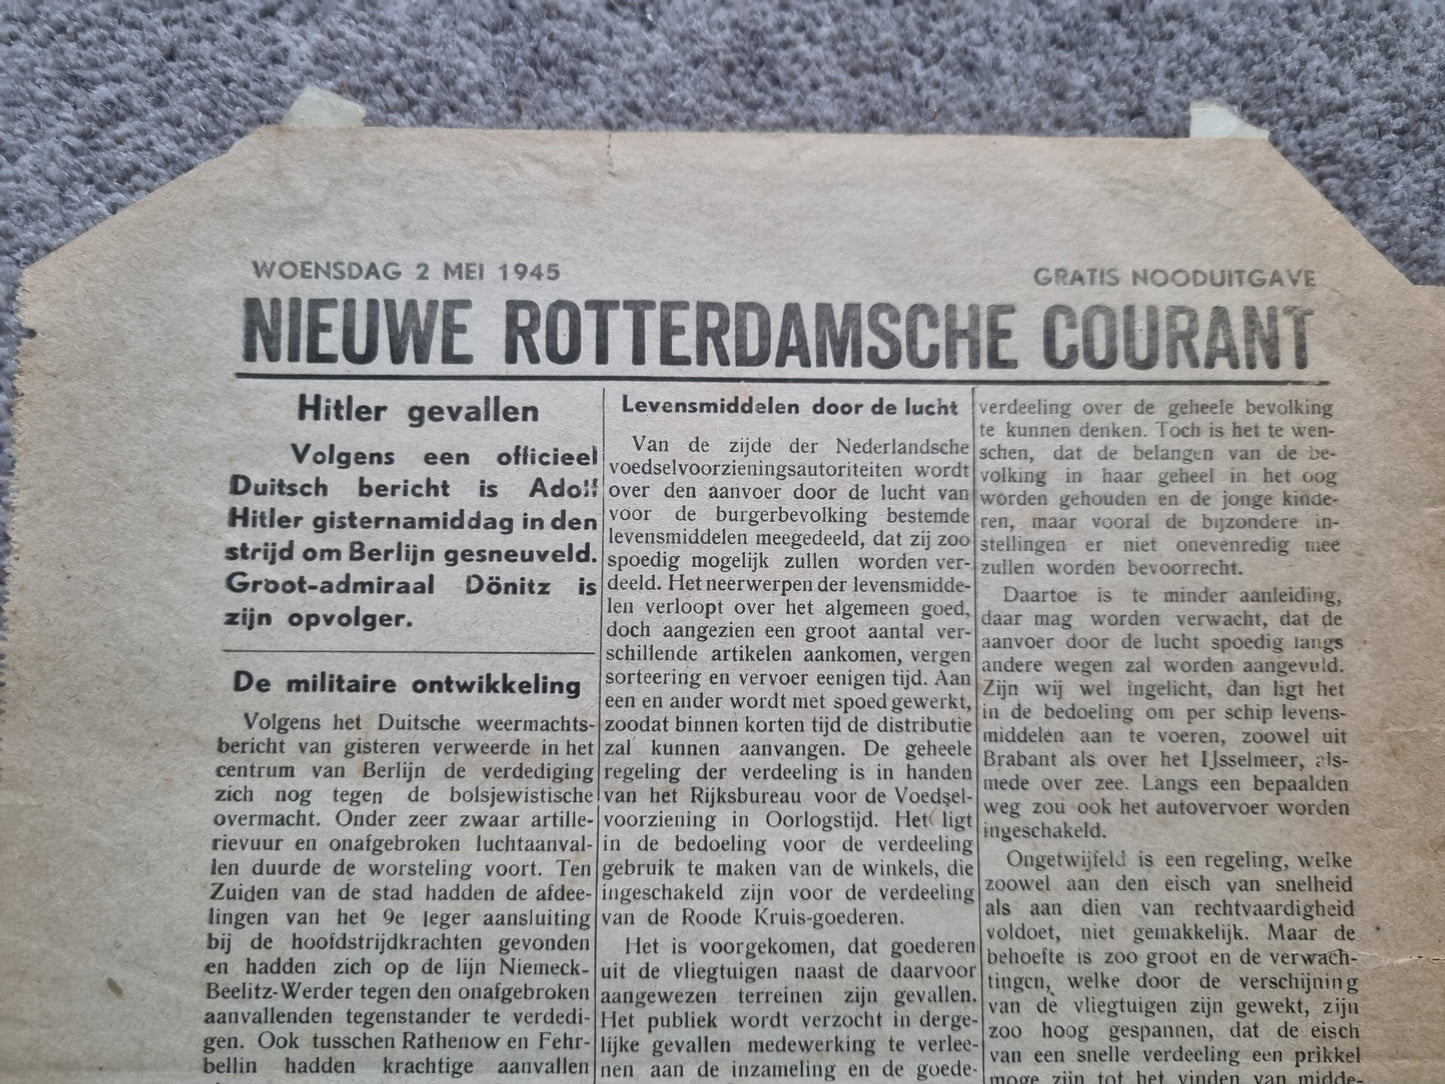 WOENSDAG 2 MEI 1945
GRATIS NOODUITGAVE
NIEUWE ROTTERDAMSCHE COURANT
Hitler gevallen
Volgens een officieel
Duitsch bericht is Adolf
Hitler gisternamiddag in den
strijd om Berlijn gesneuveld.
Groot-admiraal Dönitz is
zijn opvolger.
De militaire ontwikkeling
Volgens het Duitsche weermachts-
bericht van gisteren verweerde in het
centrum van Berlijn de verdediging
zich nog tegen de bolsjewistische
overmacht. Onder zeer zwaar artille-
rievuur en onafgebroken luchtaanval-
len duurde de worsteling voort. Ten
Zuiden van de stad hadden de afdee-
lingen van het 9e leger aansluiting
bij de hoofdstrijdkrachten gevonden
en hadden zich op de lijn Niemeck-
Beelitz-Werder tegen den onafgebroken
aanvallenden tegenstander te verdedi-
gen. Ook tusschen Rathenow en Fehr-
bellin hadden krachtige aanvallen
Levensmiddelen door de lucht
Van de zijde der Nederlandsche
voedselvoorzieningsautoriteiten wordt
over den aanvoer door de lucht van
voor de burgerbevolking bestemde
levensmiddelen meegedeeld, dat zij zoo
spoedig mogelijk zullen worden ver-
deeld. Het neerwerpen der levensmidde-
len verloopt over het algemeen goed,
doch aangezien een groot aantal ver-
schillende artikelen aankomen, vergen
sorteering en vervoer eenigen tijd. Aan
een en ander wordt met spoed gewerkt,
zoodat binnen korten tijd de distributie
zal kunnen aanvangen. De geheele
regeling der verdeeling is in handen
van het Rijksbureau voor de Voedsel-
voorziening in Oorlogstijd. Het ligt
in de bedoeling voor de verdeeling
gebruik te maken van de winkels, die
ingeschakeld zijn voor de verdeeling
van de Roode Kruis-goederen.
Het is voorgekomen, dat goederen
uit de vliegtuigen naast de daarvoor
aangewezen terreinen zijn gevallen.
Het publiek wordt verzocht in derge-
lijke gevallen medewerking te verlee-
nen aan de inzameling en de goede-
verdeeling over de geheele bevolking
te kunnen denken. Toch is het te wen-
schen, dat de belangen van de be-
volking in haar geheel in het oog
worden gehouden en de jonge kinde-
ren, maar vooral de bijzondere in-
stellingen er niet onevenredig mee
zullen worden bevoorrecht.
Daartoe is te minder aanleiding,
daar mag worden verwacht, dat de
aanvoer door de lucht spoedig langs
andere wegen zal worden aangevuld.
Zijn wij wel ingelicht, dan ligt het
in de bedoeling om per schip levens-
middelen aan te voeren, zoowel uit
Brabant als over het IJsselmeer, als-
mede over zee. Langs een bepaalden
weg zou ook het autovervoer worden
ingeschakeld.
Ongetwijfeld is een regeling, welke
zoowel aan den eisch van snelheid
als aan dien van rechtvaardigheid
voldoet, niet gemakkelijk. Maar de
behoefte is zoo groot en de verwach-
tingen, welke door de verschijning
van de vliegtuigen zijn gewekt, zijn
zoo hoog gespannen, dat de eisch
van een snelle verdeeling een prikkel
moge zijn tot het vinden van midde-